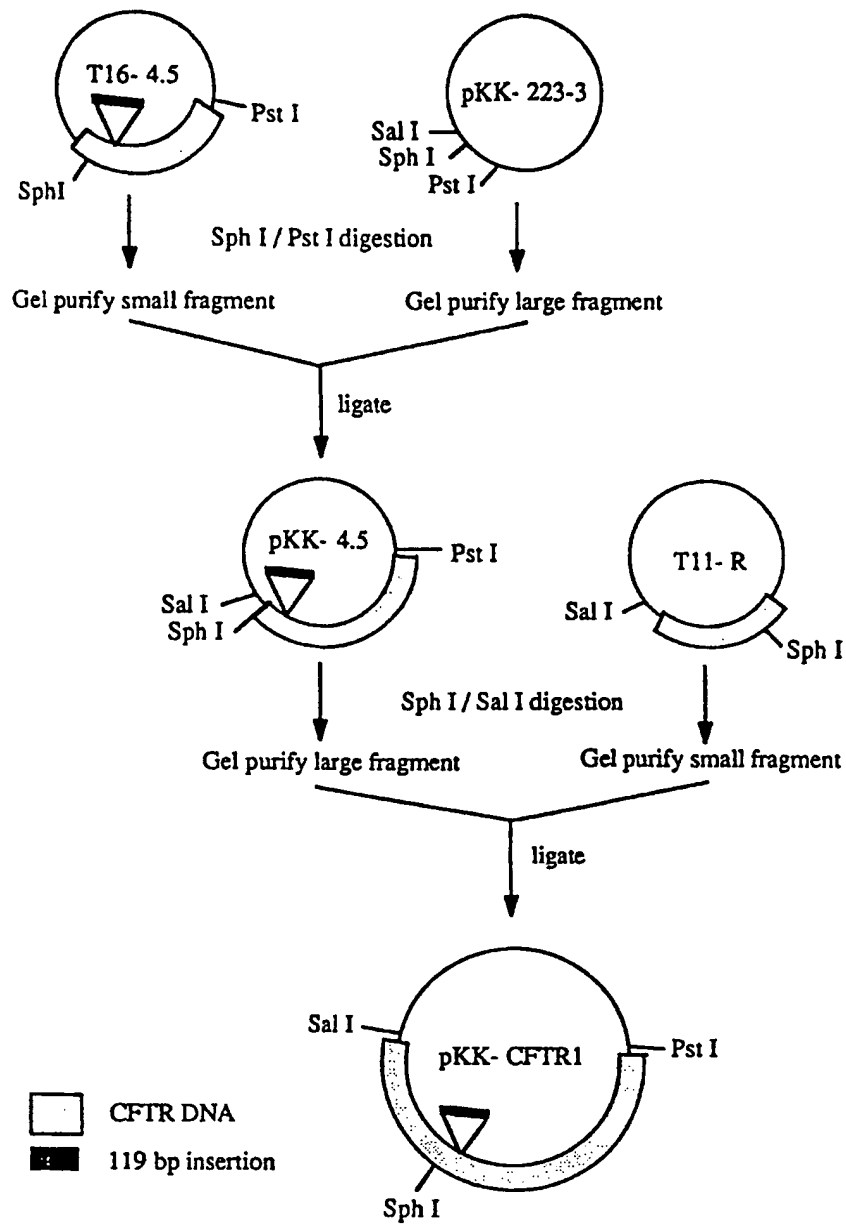 T16- 4.5
Pst I
SphI
pKK- 223-3
Sal I
Sph I
Pst I
Sph I / Pst I digestion
Gel purify small fragment
Gel purify large fragment
ligate
pKK- 4.5
Pst I
Sal I
Sph I
T11- R
Sal I
Sph I
Sph I / Sal I digestion
Gel purify large fragment
Gel purify small fragment
ligate
Sal I
pKK- CFTR1
Pst I
Sph I
CFTR DNA
119 bp insertion